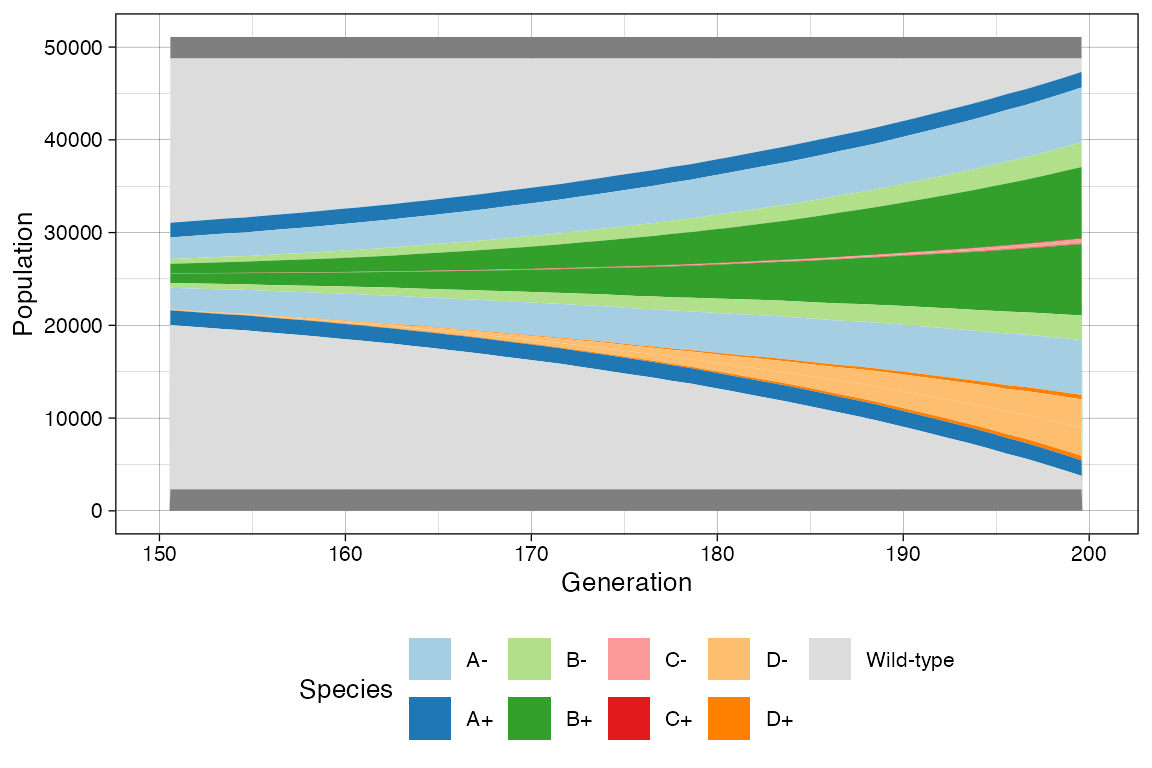 50000
40000
30000
20000
10000
0
Population
150 160 170 180 190 200
Generation
Species
A- B- C- D- Wild-type
A+ B+ C+ D+